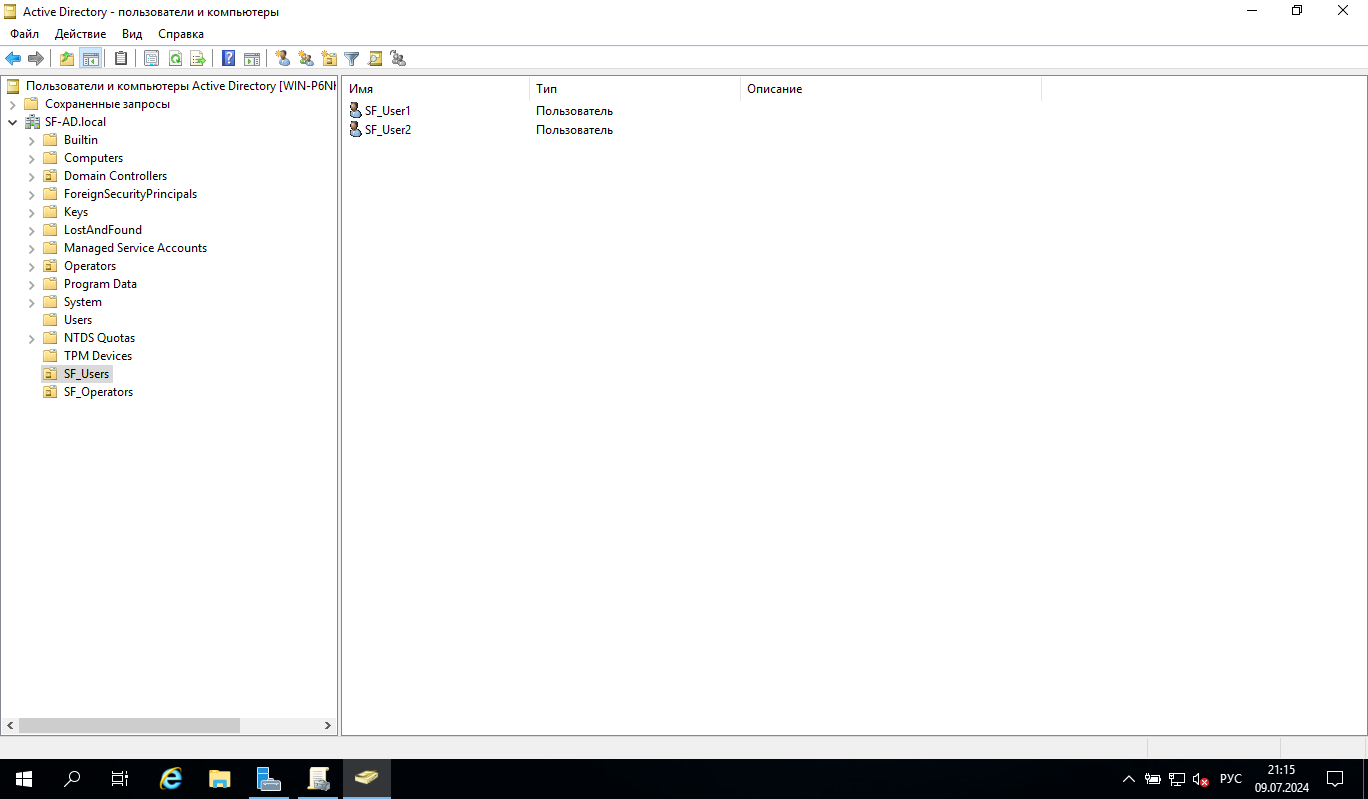 Active Directory - пользователи и компьютеры
Файл Действие Вид Справка
Пользователи и компьютеры Active Directory [WIN-P6NH
Сохраненные запросы
SF-AD.local
Builtin
Computers
Domain Controllers
ForeignSecurityPrincipals
Keys
LostAndFound
Managed Service Accounts
Operators
Program Data
System
Users
NTDS Quotas
TPM Devices
SF_Users
SF_Operators
Имя Тип Описание
SF_User1 Пользователь
SF_User2 Пользователь
РУС
21:15
09.07.2024